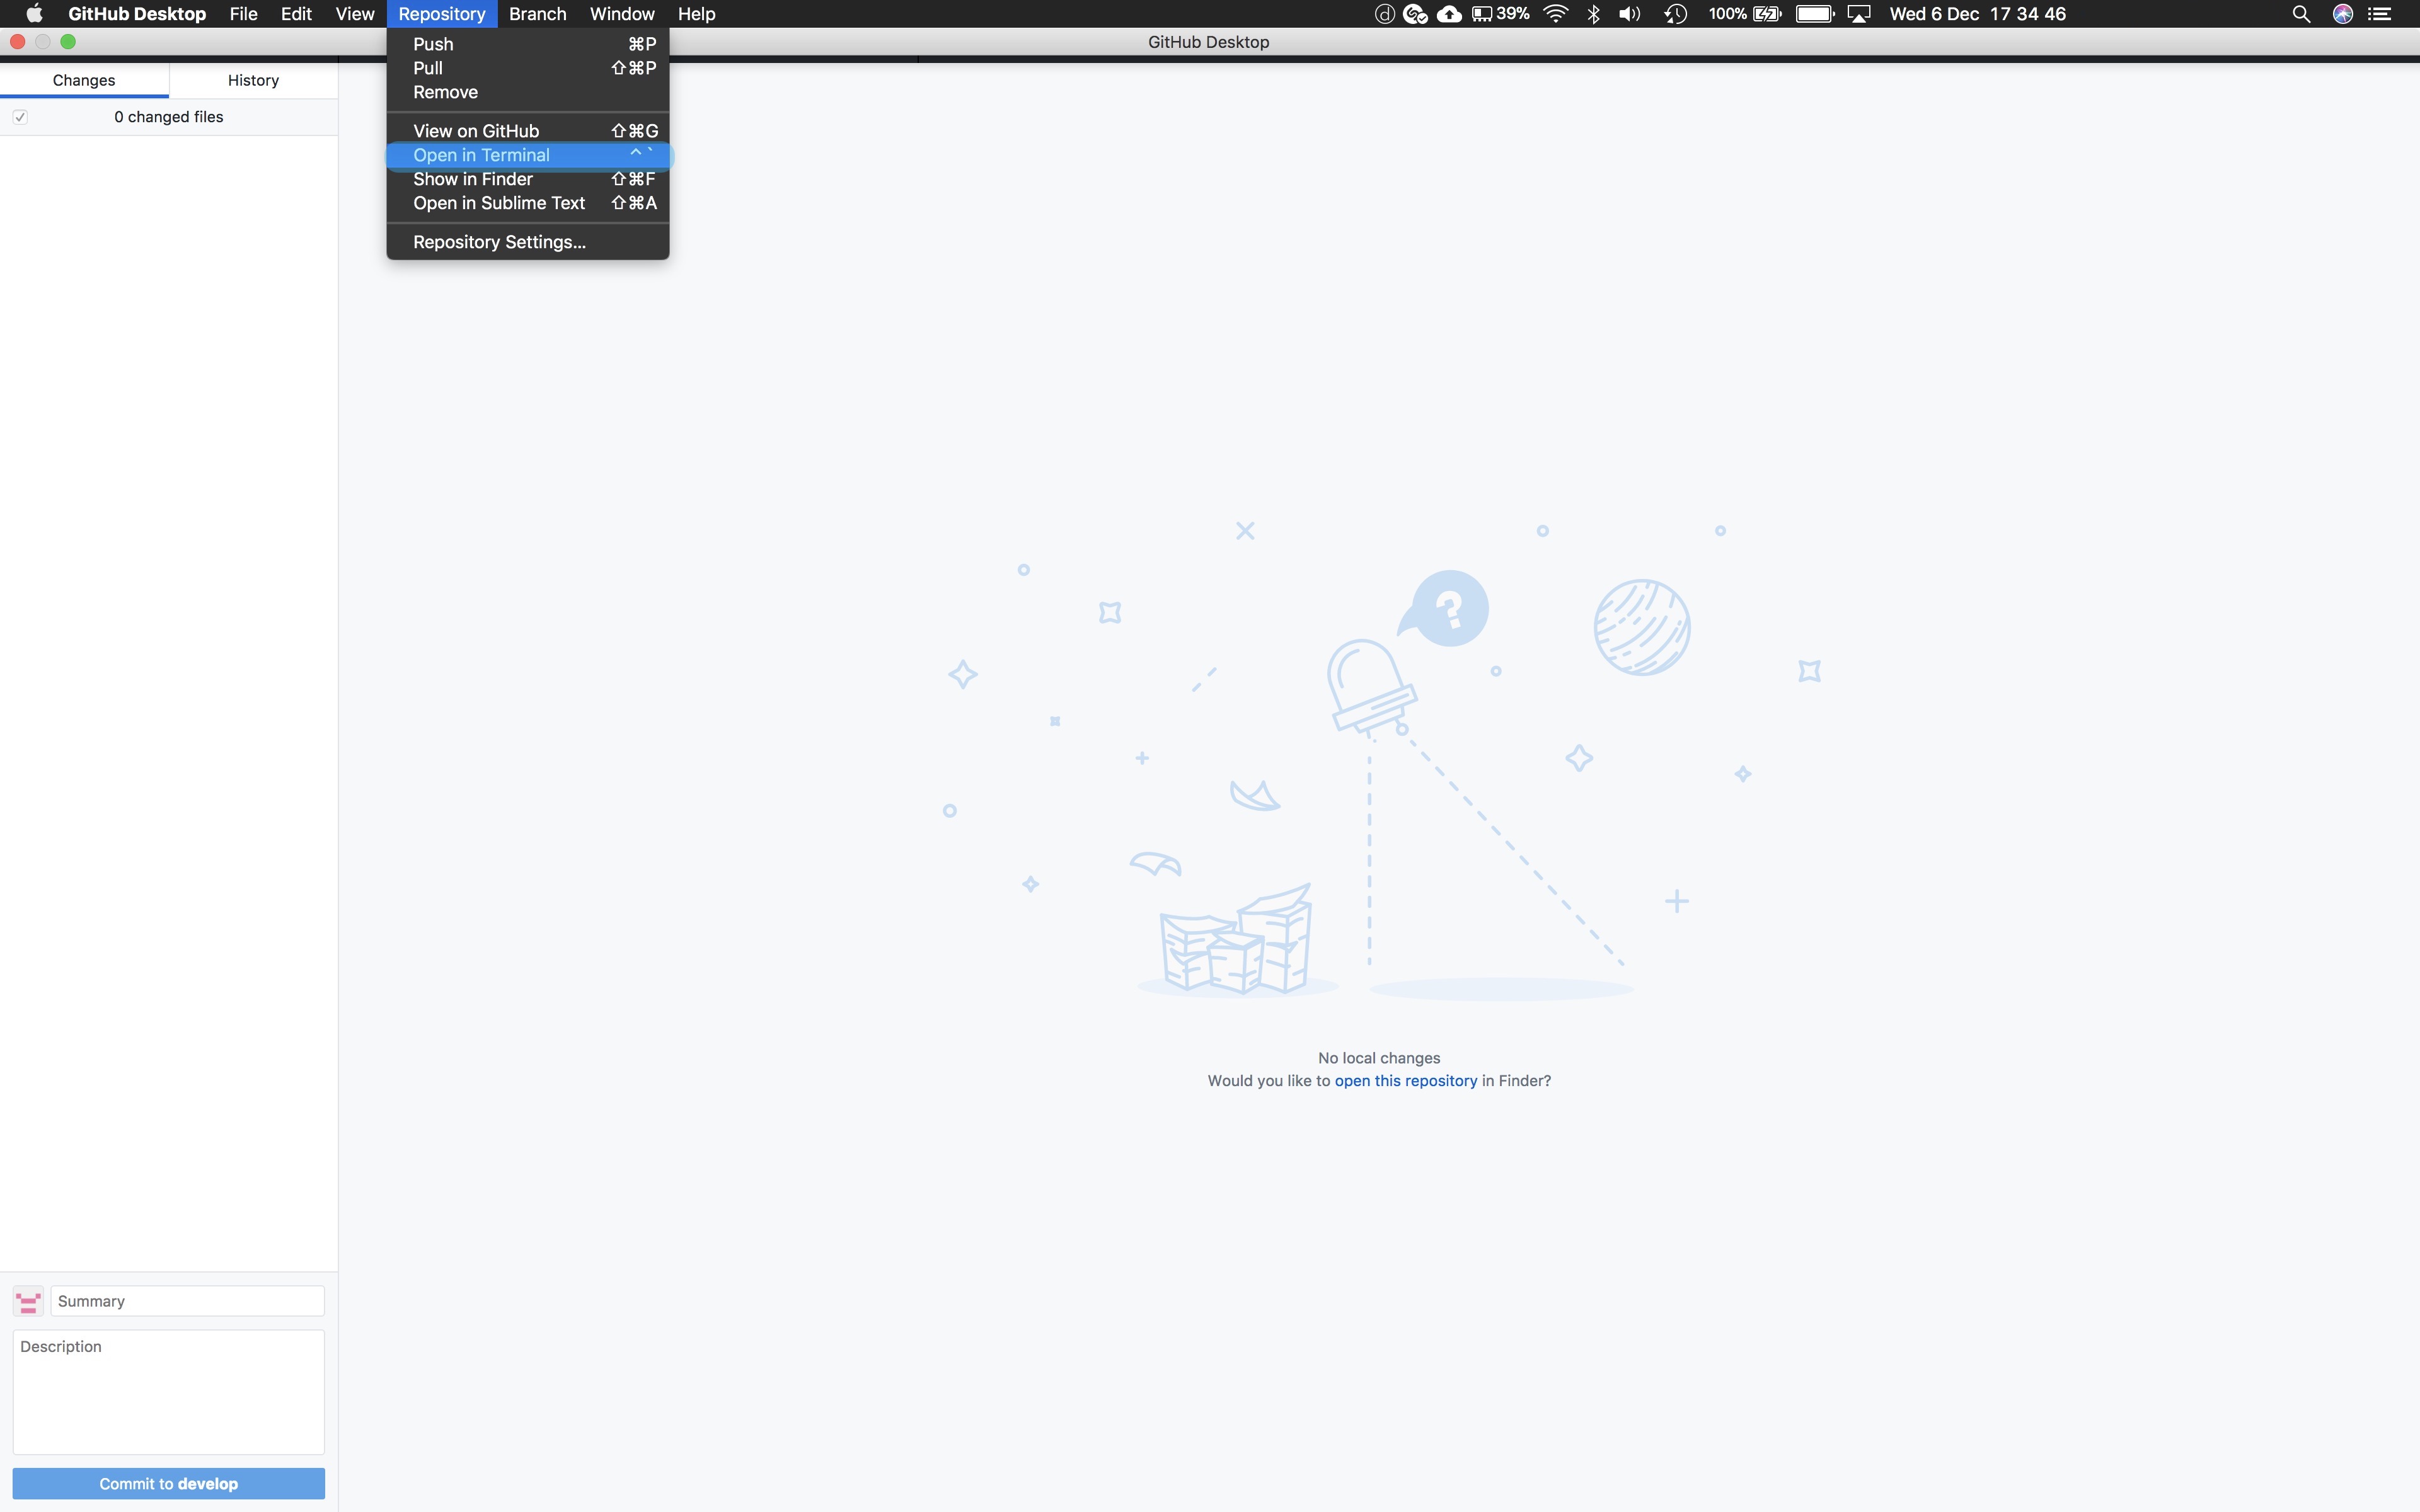 GitHub Desktop File Edit View Repository Branch Window Help 39% 100% Wed 6 Dec 17 34 46
GitHub Desktop
Push ⌘P
Pull ⇧⌘P
Remove
View on GitHub ⇧⌘G
Open in Terminal ^ `
Show in Finder ⇧⌘F
Open in Sublime Text ⇧⌘A
Repository Settings...
Changes History
0 changed files
?
No local changes
Would you like to open this repository in Finder?
Summary
Description
Commit to develop